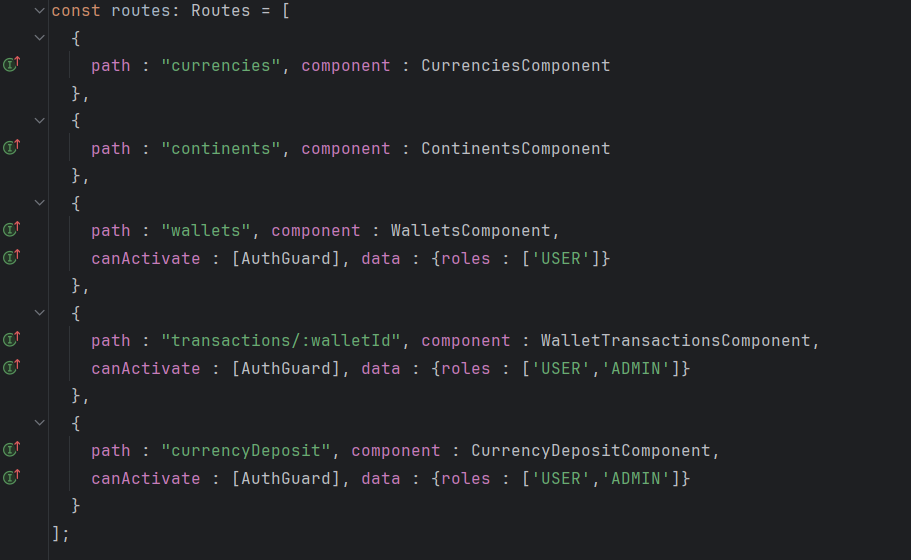 const routes: Routes = [
  {
    path : "currencies", component : CurrenciesComponent
  },
  {
    path : "continents", component : ContinentsComponent
  },
  {
    path : "wallets", component : WalletsComponent,
    canActivate : [AuthGuard], data : {roles : ['USER']}
  },
  {
    path : "transactions/:walletId", component : WalletTransactionsComponent,
    canActivate : [AuthGuard], data : {roles : ['USER','ADMIN']}
  },
  {
    path : "currencyDeposit", component : CurrencyDepositComponent,
    canActivate : [AuthGuard], data : {roles : ['USER','ADMIN']}
  }
];